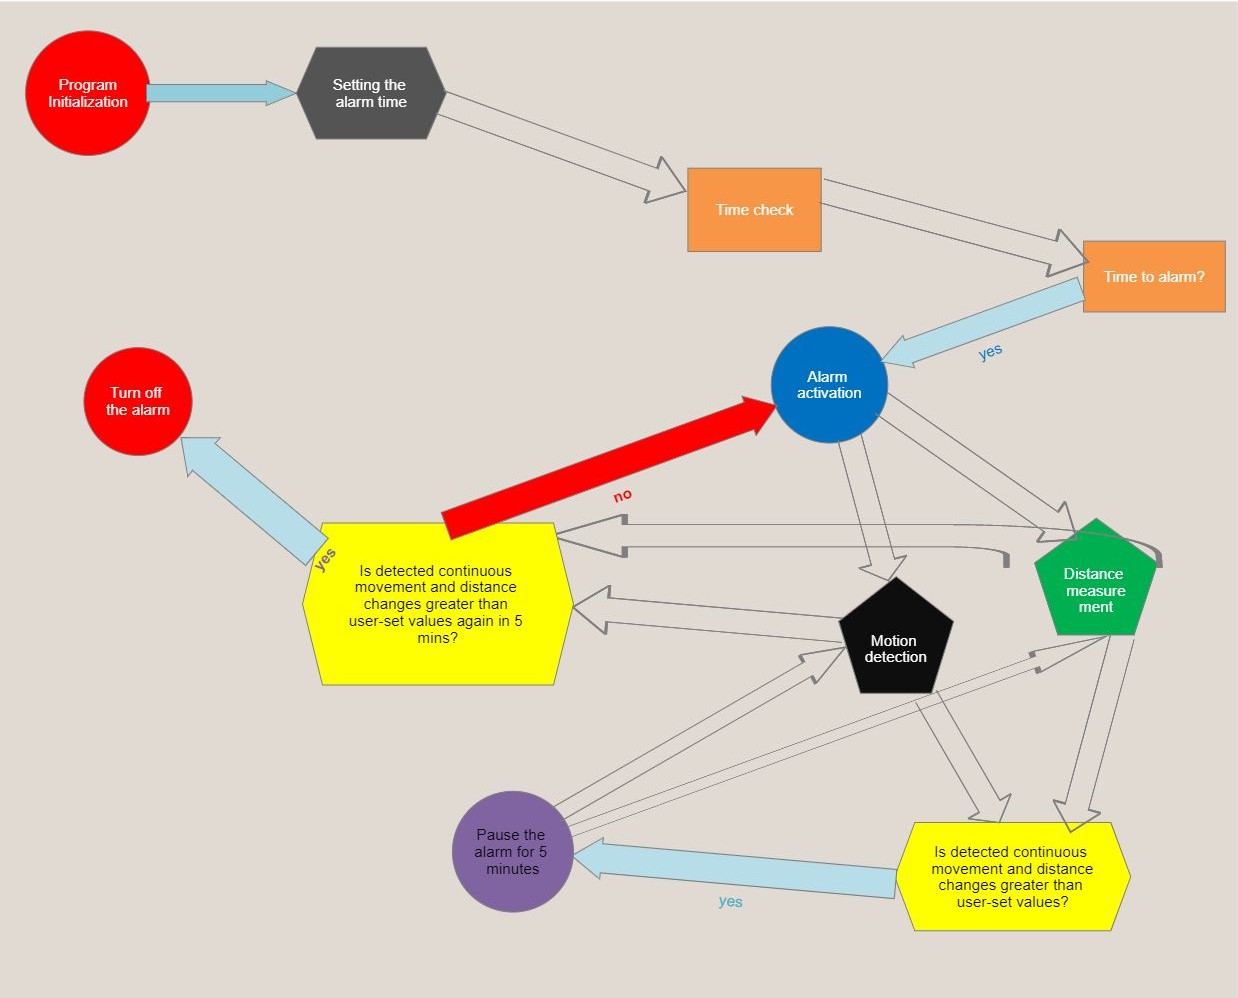 Program
Initialization
Setting the
alarm time
Time check
Time to alarm?
yes
Alarm
activation
Turn off
the alarm
no
yes
Is detected continuous
movement and distance
changes greater than
user-set values again in 5
mins?
Distance
measure
ment
Motion
detection
Pause the
alarm for 5
minutes
yes
Is detected continuous
movement and distance
changes greater than
user-set values?